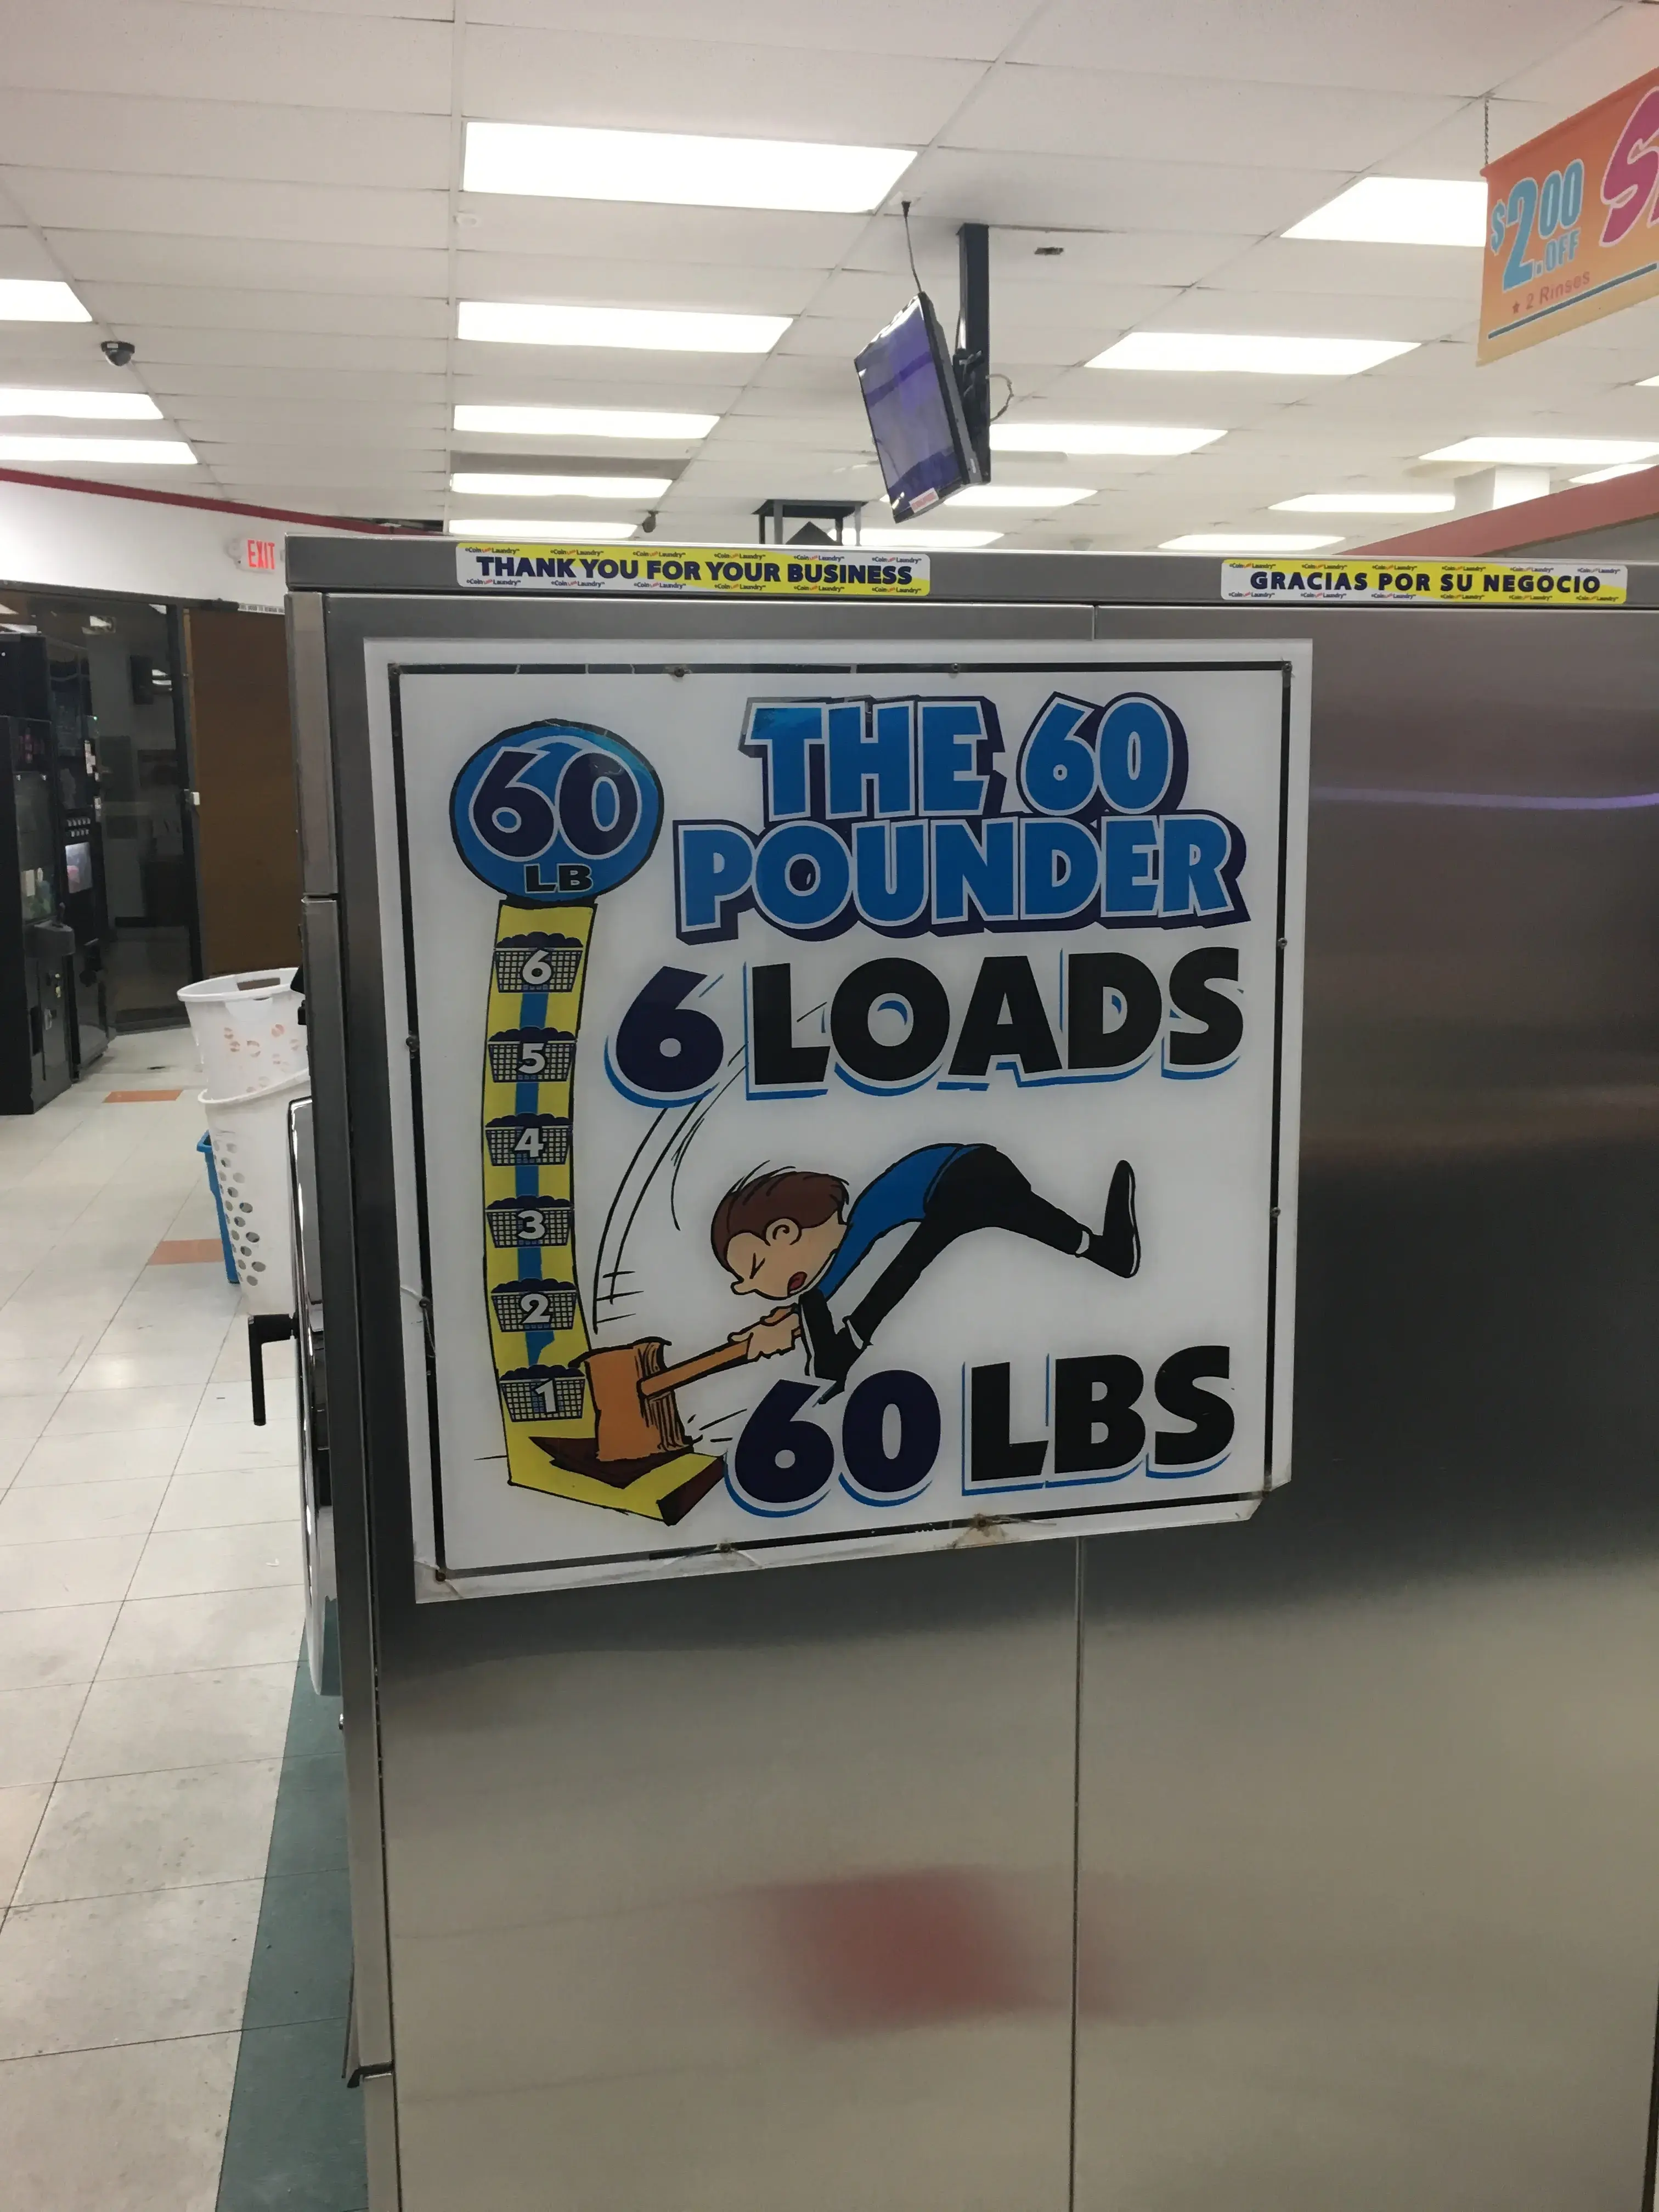 $2.00
.OFF
★ 2 Rinses
EXIT
THANK YOU FOR YOUR BUSINESS
GRACIAS POR SU NEGOCIO
60
LB
THE 60
POUNDER
6 LOADS
6
5
4
3
2
1
60 LBS